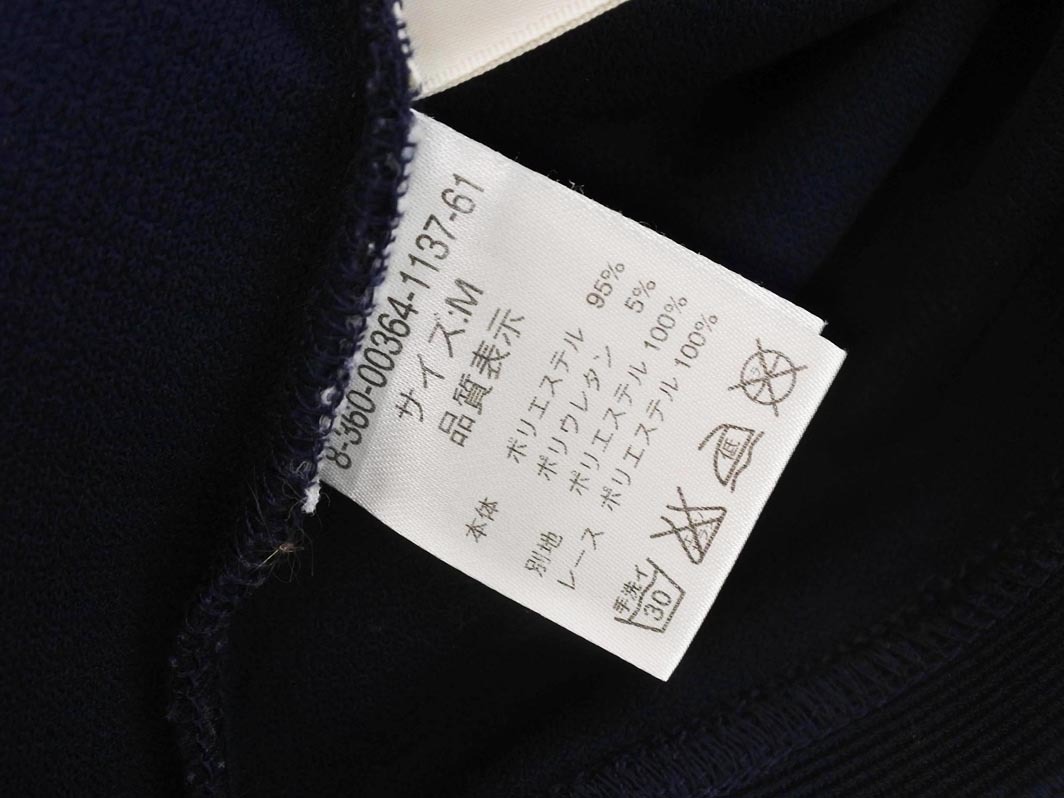 8-360-00364-1137-61
サイズ:M
品質表示
本体 ポリエステル 95%
ポリウレタン 5%
別地 ポリエステル 100%
レース ポリエステル 100%
手洗イ
30
低